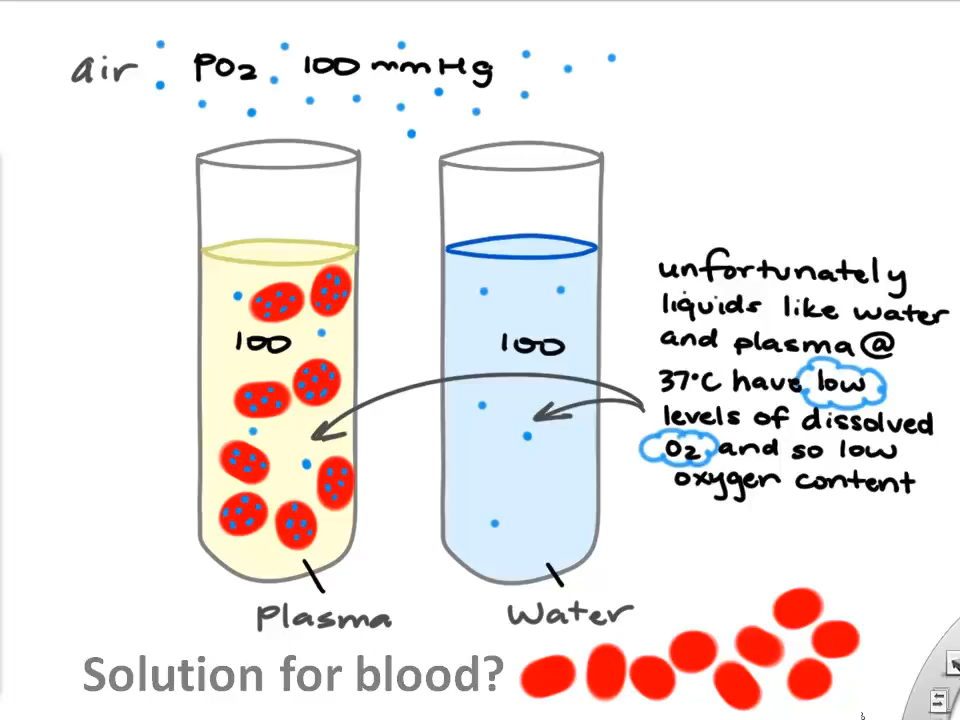 air PO2 100 mmHg
100
100
unfortunately
liquids like water
and plasma @
37°C have low
levels of dissolved
O2 and so low
oxygen content
Plasma
Water
Solution for blood?